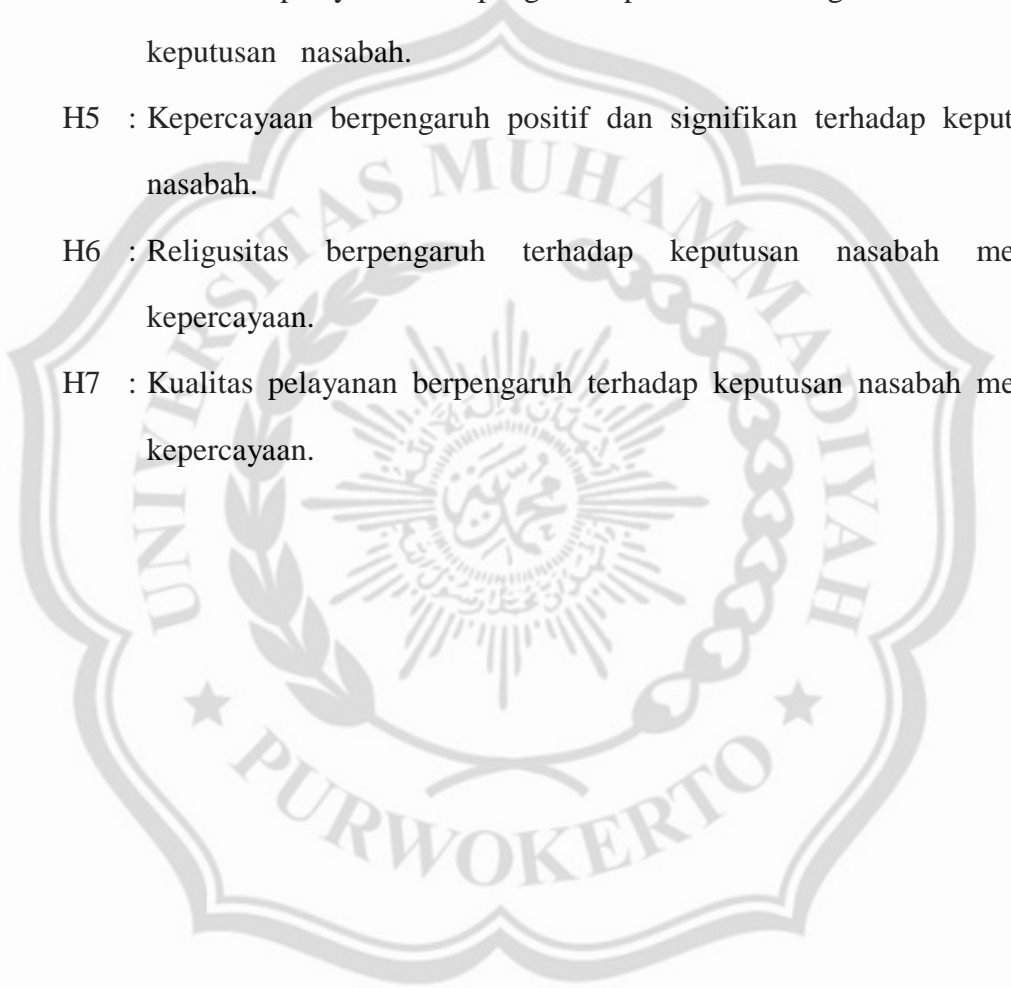 keputusan nasabah.
H5 : Kepercayaan berpengaruh positif dan signifikan terhadap keput
nasabah.
H6 : Religusitas berpengaruh terhadap keputusan nasabah me
kepercayaan.
H7 : Kualitas pelayanan berpengaruh terhadap keputusan nasabah me
kepercayaan.
UNIVERSITAS MUHAMMADIYAH
PURWOKERTO